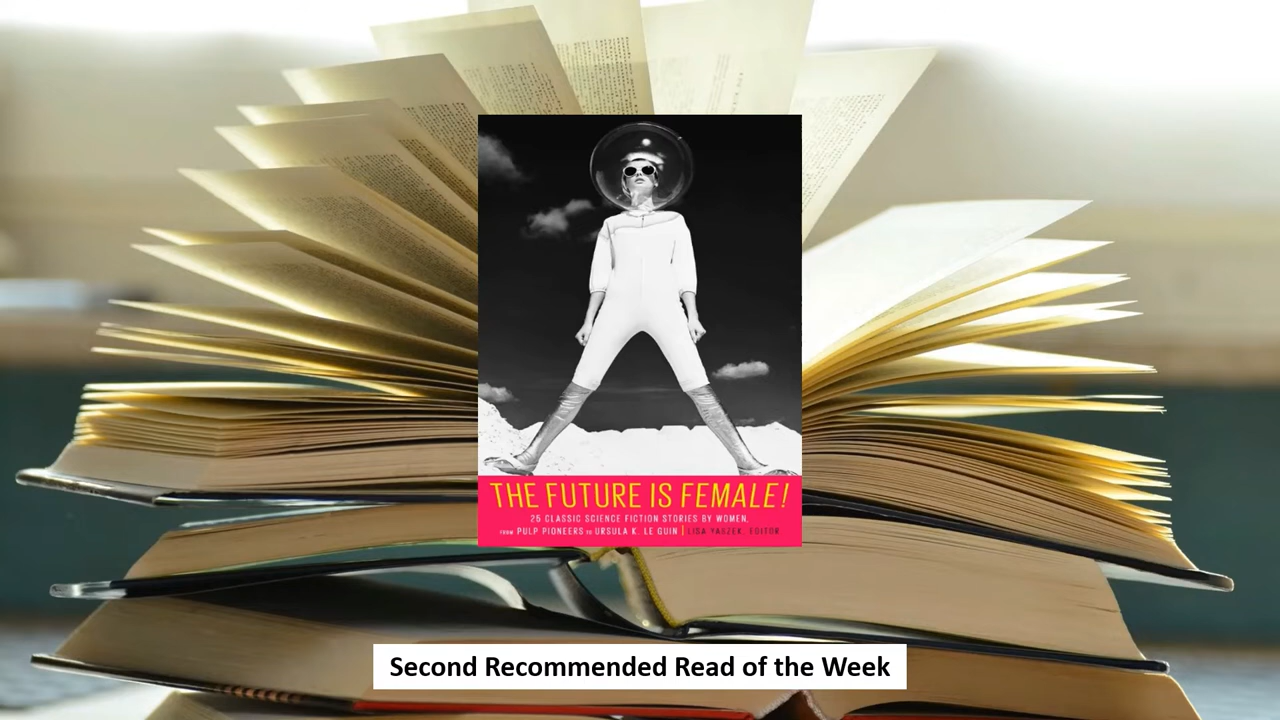 THE FUTURE IS FEMALE!
25 CLASSIC SCIENCE FICTION STORIES BY WOMEN,
FROM PULP PIONEERS TO URSULA K. LE GUIN | LISA YASZEK, EDITOR
Second Recommended Read of the Week